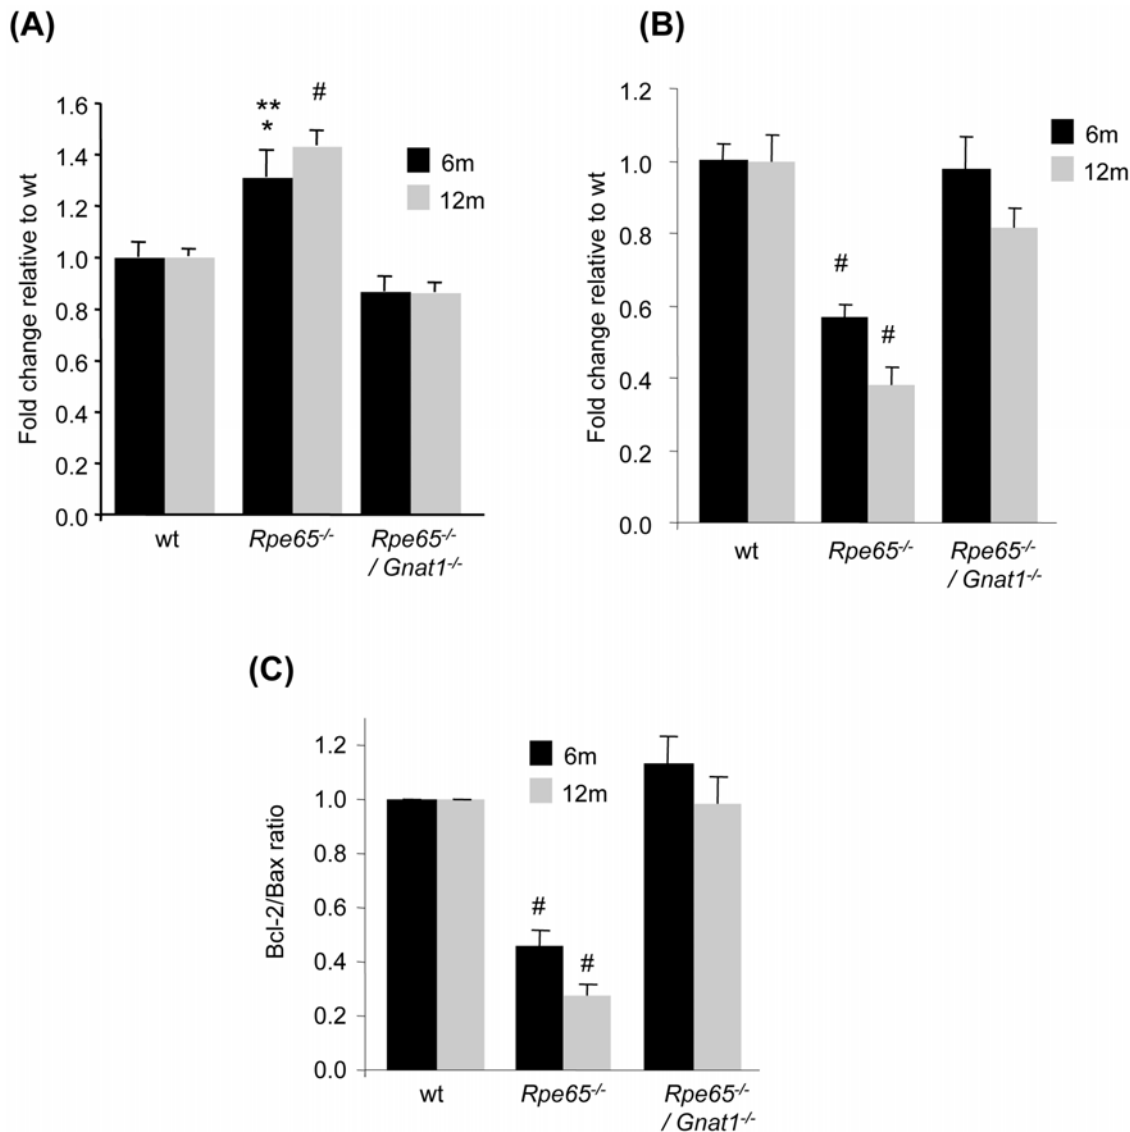 (A)
Fold change relative to wt
1.6
1.4
1.2
1.0
0.8
0.6
0.4
0.2
0.0
**
*
#
6m
12m
wt
Rpe65-/-
Rpe65-/-
/ Gnat1-/-
(B)
Fold change relative to wt
1.2
1.0
0.8
0.6
0.4
0.2
0.0
#
#
6m
12m
wt
Rpe65-/-
Rpe65-/-
/ Gnat1-/-
(C)
Bcl-2/Bax ratio
1.2
1.0
0.8
0.6
0.4
0.2
0.0
#
#
6m
12m
wt
Rpe65-/-
Rpe65-/-
/ Gnat1-/-